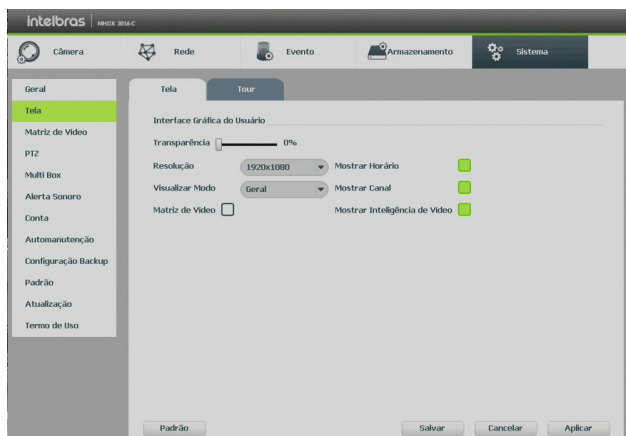 intelbras | MHDX 3016-C
Câmera Rede Evento Armazenamento Sistema
Geral
Tela
Matriz de Vídeo
PTZ
Multi Box
Alerta Sonoro
Conta
Automanutenção
Configuração Backup
Padrão
Atualização
Termo de Uso
Tela Tour
Interface Gráfica do Usuário
Transparência 0%
Resolução 1920x1080 Mostrar Horário
Visualizar Modo Geral Mostrar Canal
Matriz de Vídeo Mostrar Inteligência de Vídeo
Padrão Salvar Cancelar Aplicar